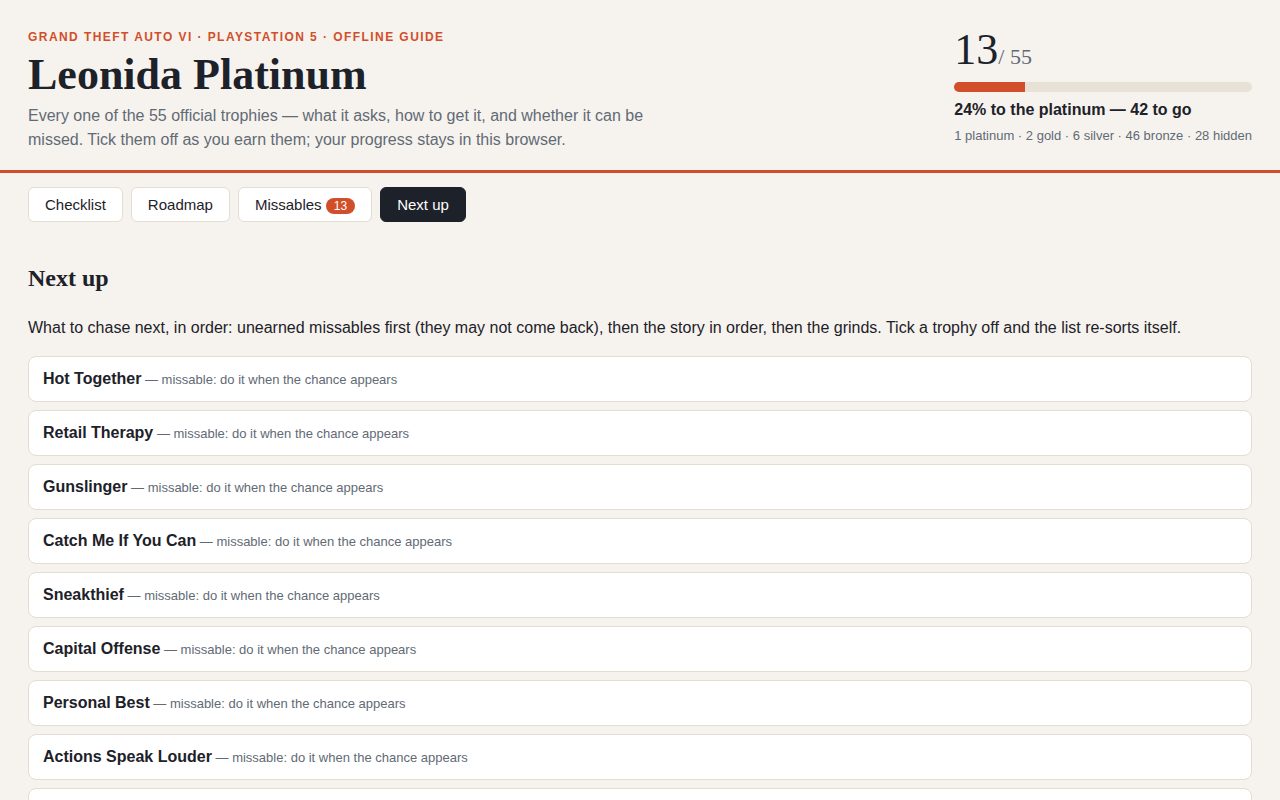 GRAND THEFT AUTO VI · PLAYSTATION 5 · OFFLINE GUIDE
Leonida Platinum
Every one of the 55 official trophies — what it asks, how to get it, and whether it can be
missed. Tick them off as you earn them; your progress stays in this browser.
13 / 55
24% to the platinum — 42 to go
1 platinum · 2 gold · 6 silver · 46 bronze · 28 hidden
Checklist
Roadmap
Missables 13
Next up
Next up
What to chase next, in order: unearned missables first (they may not come back), then the story in order, then the grinds. Tick a trophy off and the list re-sorts itself.
Hot Together — missable: do it when the chance appears
Retail Therapy — missable: do it when the chance appears
Gunslinger — missable: do it when the chance appears
Catch Me If You Can — missable: do it when the chance appears
Sneakthief — missable: do it when the chance appears
Capital Offense — missable: do it when the chance appears
Personal Best — missable: do it when the chance appears
Actions Speak Louder — missable: do it when the chance appears